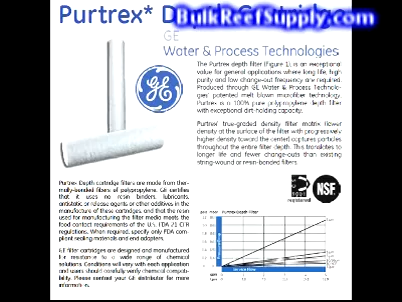 Purtrex* D
BulkReefSupply.com
GE
Water & Process Technologies
The Purtrex depth filter (Figure 1), is an exceptional
value for general applications where long life, high
purity and low change-out frequency are required.
Produced through GE Water & Process Technolo-
gies' patented melt blown microfiber technology,
Purtrex is a 100% pure polypropylene depth filter
with exceptional dirt-holding capacity.
Purtrex' true-graded density filter matrix (lower
density at the surface of the filter with progressively
higher density toward the center) captures particles
throughout the entire filter depth. This translates to
longer life and fewer change-outs than existing
string-wound or resin-bonded filters.
Purtrex Depth cartridge filters are made from ther-
mally-bonded fibers of polypropylene. GE certifies
that it uses no resin binders, lubricants,
antistatic or release agents or other additives in the
manufacture of these cartridges, and that the resin
used for manufacturing the filter media meets the
food contact requirements of the U.S. FDA 21 CFR
regulations. When required, specify only FDA com-
pliant sealing materials and end adapters.
GE filter cartridges are designed and manufactured
for resistance to a wide range of chemical
solutions. Conditions will vary with each application
and users should carefully verify chemical compati-
bility. Please contact your GE distributor for more
information.
GE
registered
NSF
Purtrex Depth Filter